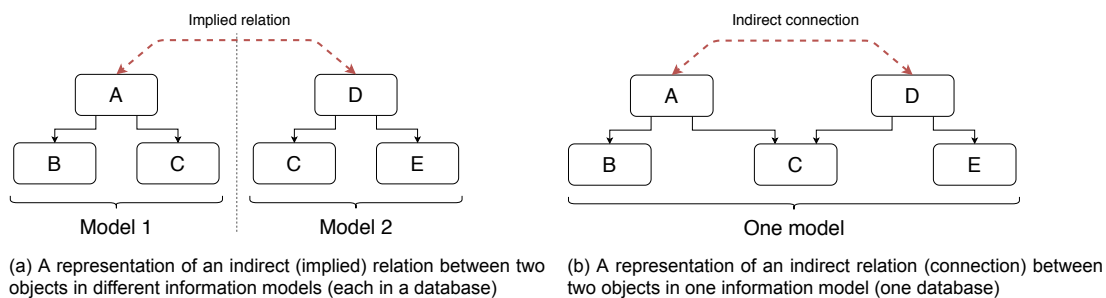 Implied relation
A
D
B
C
C
E
Model 1
Model 2
(a) A representation of an indirect (implied) relation between two
objects in different information models (each in a database)
Indirect connection
A
D
B
C
E
One model
(b) A representation of an indirect relation (connection) between
two objects in one information model (one database)